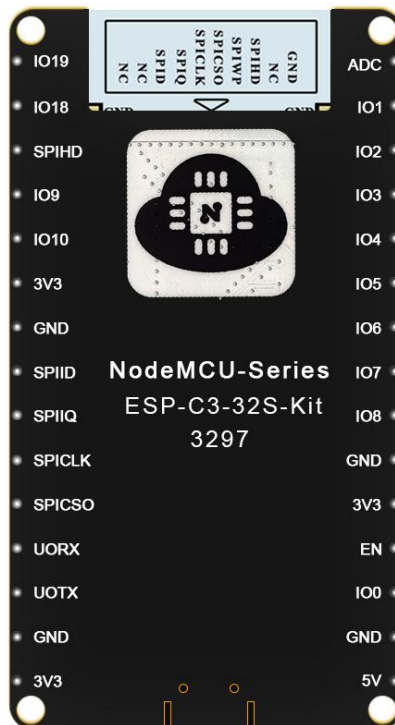 NC
NC
SPID
SPIQ
SPICLK
SPICSO
SPIWP
SPIHD
NC
GND
GND
GND
IO19
ADC
IO18
IO1
SPIHD
IO2
IO9
IO3
IO10
IO4
3V3
IO5
GND
IO6
SPIID
IO7
SPIIQ
IO8
SPICLK
GND
SPICSO
3V3
UORX
EN
UOTX
IO0
GND
GND
3V3
5V
N
NodeMCU-Series
ESP-C3-32S-Kit
3297